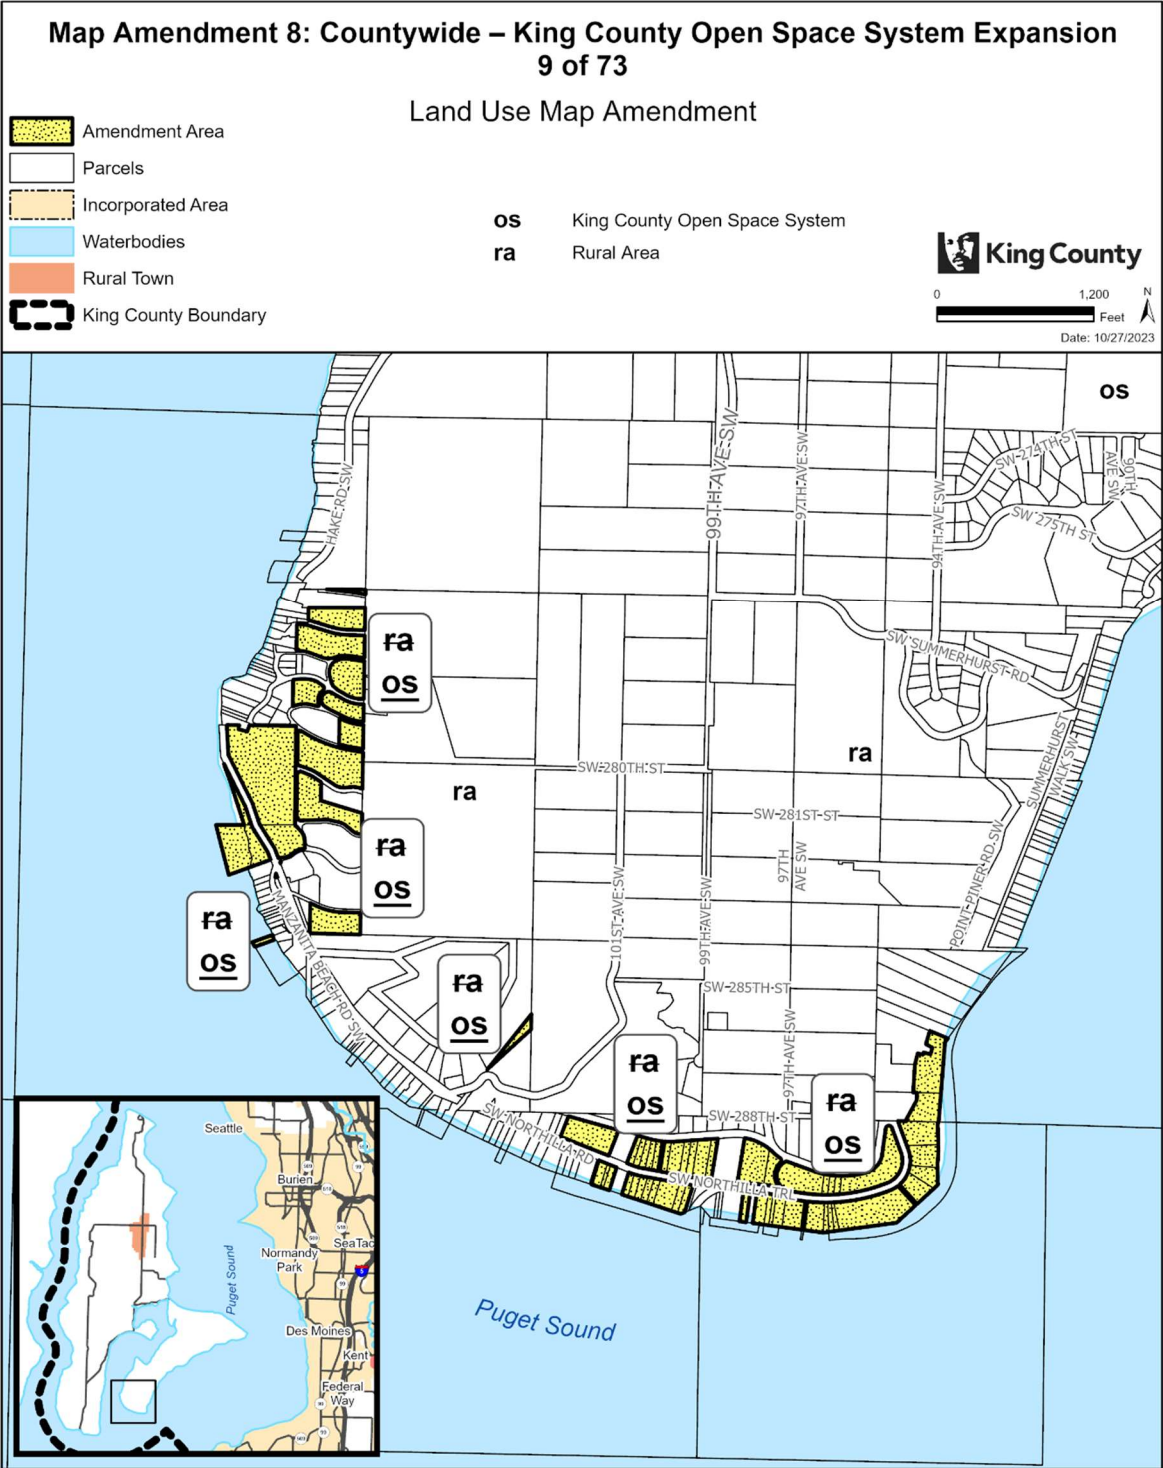 Map Amendment 8: Countywide – King County Open Space System Expansion
9 of 73
Land Use Map Amendment
Amendment Area
Parcels
Incorporated Area
Waterbodies
Rural Town
King County Boundary
os King County Open Space System
ra Rural Area
King County
0 1,200
Feet
N
Date: 10/27/2023
os
SW 274TH ST
90TH
AVE SW
SW 275TH ST
HAKE RD SW
99TH AVE SW
97TH AVE SW
94TH AVE SW
SW SUMMERHURST RD
ra
os
ra
ra
SW 280TH ST
SUMMERHURST
WALK SW
SW 281ST ST
97TH
AVE SW
POINT PINER RD SW
ra
os
ra
os
MANZANITA BEACH RD SW
101ST AVE SW
99TH AVE SW
ra
os
SW 285TH ST
97TH AVE SW
ra
os
ra
os
SW 288TH ST
SW NORTHILLA RD
SW NORTHILLA TRL
Puget Sound
Seattle
Burien
Normandy
Park
SeaTac
Puget Sound
Des Moines
Kent
Federal
Way